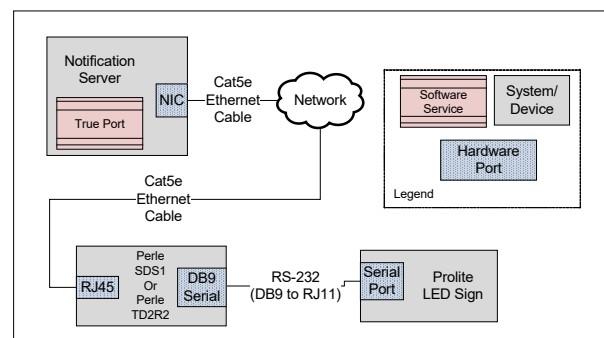 Notification
Server
NIC
True Port
Cat5e
Ethernet
Cable
Network
Software
Service
System/
Device
Hardware
Port
Legend
Cat5e
Ethernet
Cable
RJ45
Perle
SDS1
Or
Perle
TD2R2
DB9
Serial
RS-232
(DB9 to RJ11)
Serial
Port
Prolite
LED Sign